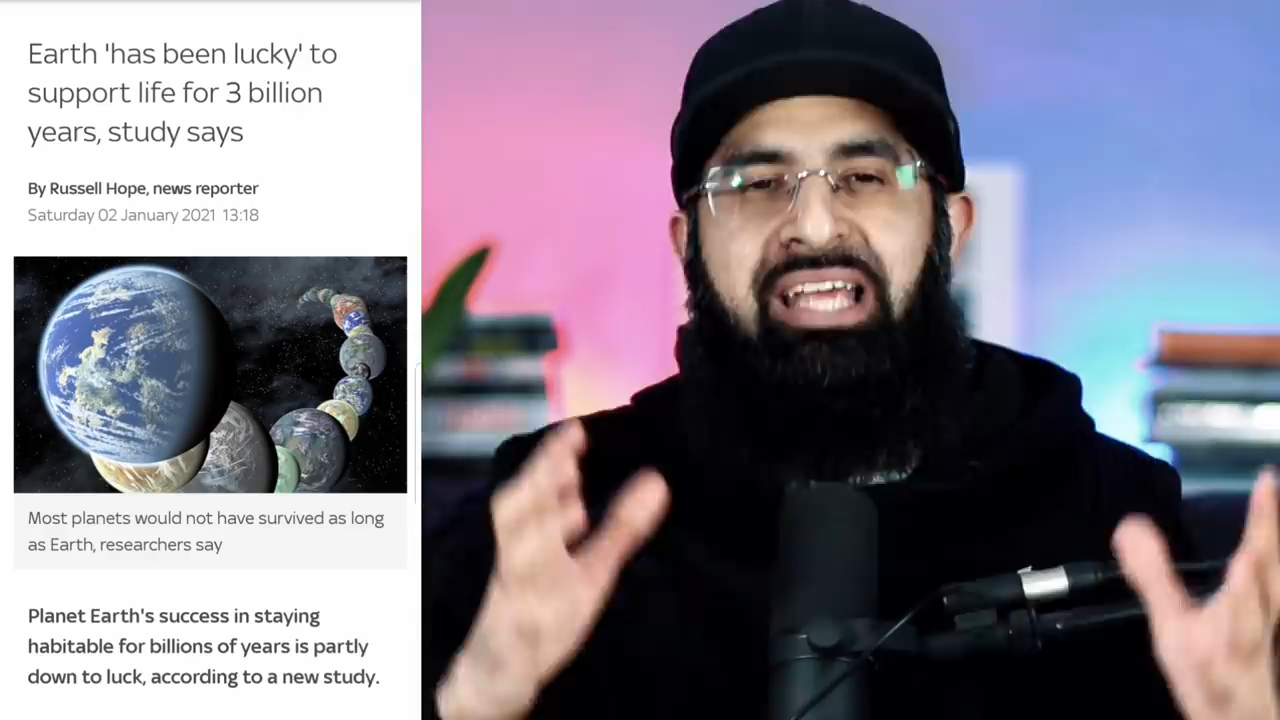 Earth 'has been lucky' to
support life for 3 billion
years, study says
By Russell Hope, news reporter
Saturday 02 January 2021 13:18
Most planets would not have survived as long
as Earth, researchers say
Planet Earth's success in staying
habitable for billions of years is partly
down to luck, according to a new study.